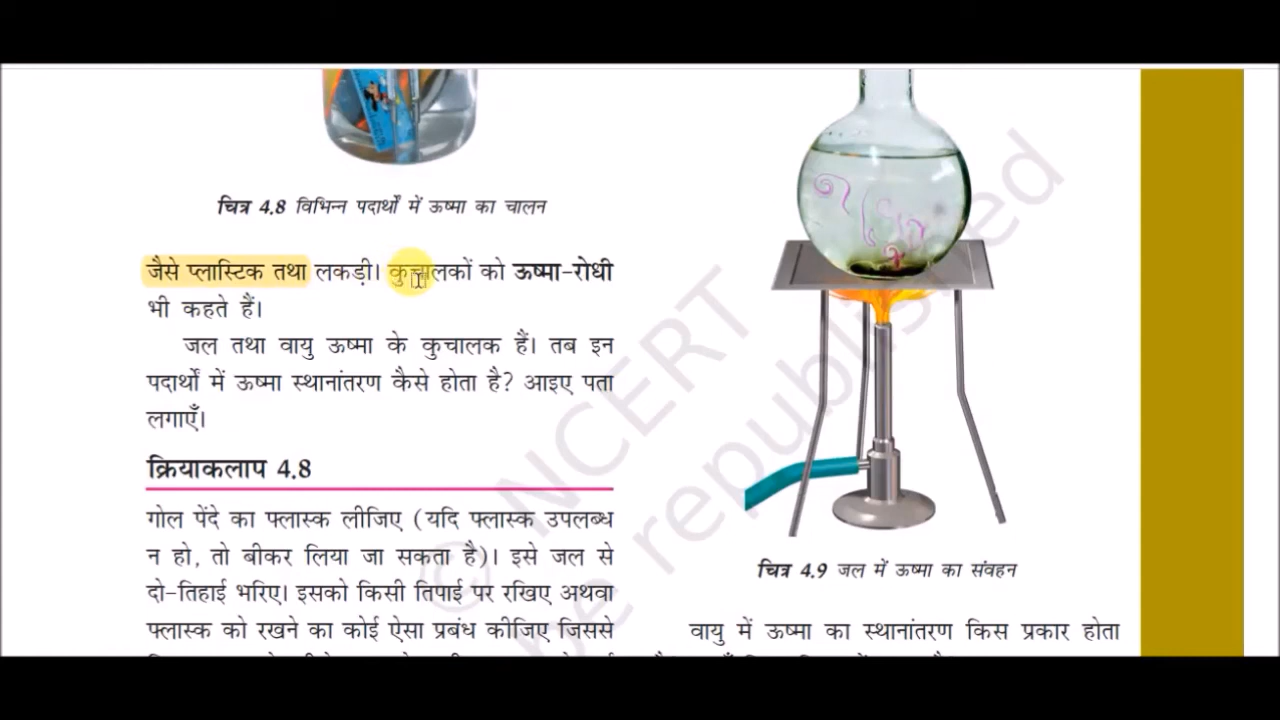 चित्र 4.8 विभिन्न पदार्थों में ऊष्मा का चालन
जैसे प्लास्टिक तथा लकड़ी। कुचालकों को ऊष्मा-रोधी
भी कहते हैं।
जल तथा वायु ऊष्मा के कुचालक हैं। तब इन
पदार्थों में ऊष्मा स्थानांतरण कैसे होता है? आइए पता
लगाएँ।
क्रियाकलाप 4.8
गोल पेंदे का फ्लास्क लीजिए (यदि फ्लास्क उपलब्ध
न हो, तो बीकर लिया जा सकता है)। इसे जल से
दो-तिहाई भरिए। इसको किसी तिपाई पर रखिए अथवा
फ्लास्क को रखने का कोई ऐसा प्रबंध कीजिए जिससे
चित्र 4.9 जल में ऊष्मा का संवहन
वायु में ऊष्मा का स्थानांतरण किस प्रकार होता
© NCERT
be republished